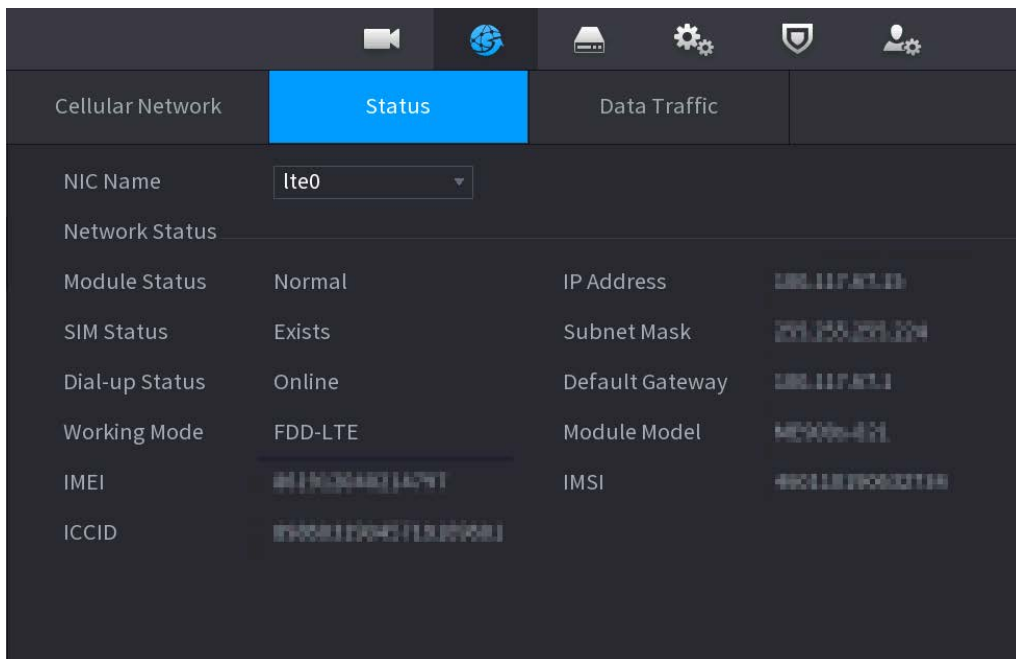 Cellular Network Status Data Traffic
NIC Name lte0
Network Status
Module Status Normal IP Address
SIM Status Exists Subnet Mask
Dial-up Status Online Default Gateway
Working Mode FDD-LTE Module Model
IMEI IMSI
ICCID